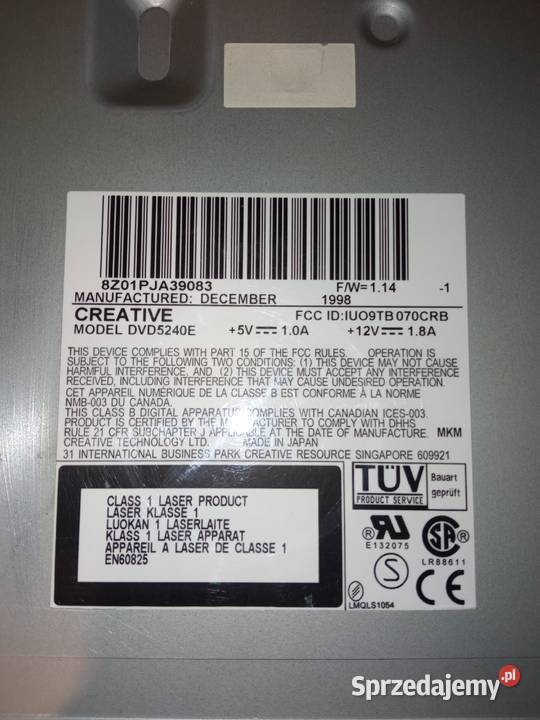 8Z01PJA39083 F/W=1.14 -1
MANUFACTURED: DECEMBER 1998
CREATIVE FCC ID:IUO9TB070CRB
MODEL DVD5240E +5V 1.0A +12V 1.8A
THIS DEVICE COMPLIES WITH PART 15 OF THE FCC RULES. OPERATION IS
SUBJECT TO THE FOLLOWING TWO CONDITIONS: (1) THIS DEVICE MAY NOT CAUSE
HARMFUL INTERFERENCE, AND (2) THIS DEVICE MUST ACCEPT ANY INTERFERENCE
RECEIVED, INCLUDING INTERFERENCE THAT MAY CAUSE UNDESIRED OPERATION.
CET APPAREIL NUMÉRIQUE DE LA CLASSE B EST CONFORME A LA NORME
NMB-003 DU CANADA.
THIS CLASS B DIGITAL APPARATUS COMPLIES WITH CANADIAN ICES-003.
PRODUCT IS CERTIFIED BY THE MANUFACTURER TO COMPLY WITH DHHS
RULE 21 CFR SUBCHAPTER J APPLICABLE AT THE DATE OF MANUFACTURE. MKM
CREATIVE TECHNOLOGY LTD. MADE IN JAPAN
31 INTERNATIONAL BUSINESS PARK CREATIVE RESOURCE SINGAPORE 609921
CLASS 1 LASER PRODUCT
LASER KLASSE 1
LUOKAN 1 LASERLAITE
KLASS 1 LASER APPARAT
APPAREIL A LASER DE CLASSE 1
EN60825
TÜV
PRODUCT SERVICE
Bauart
geprüft
®
E132075
SA ®
LR88611
S
LMQLS1054
CE
Sprzedajemy.pl